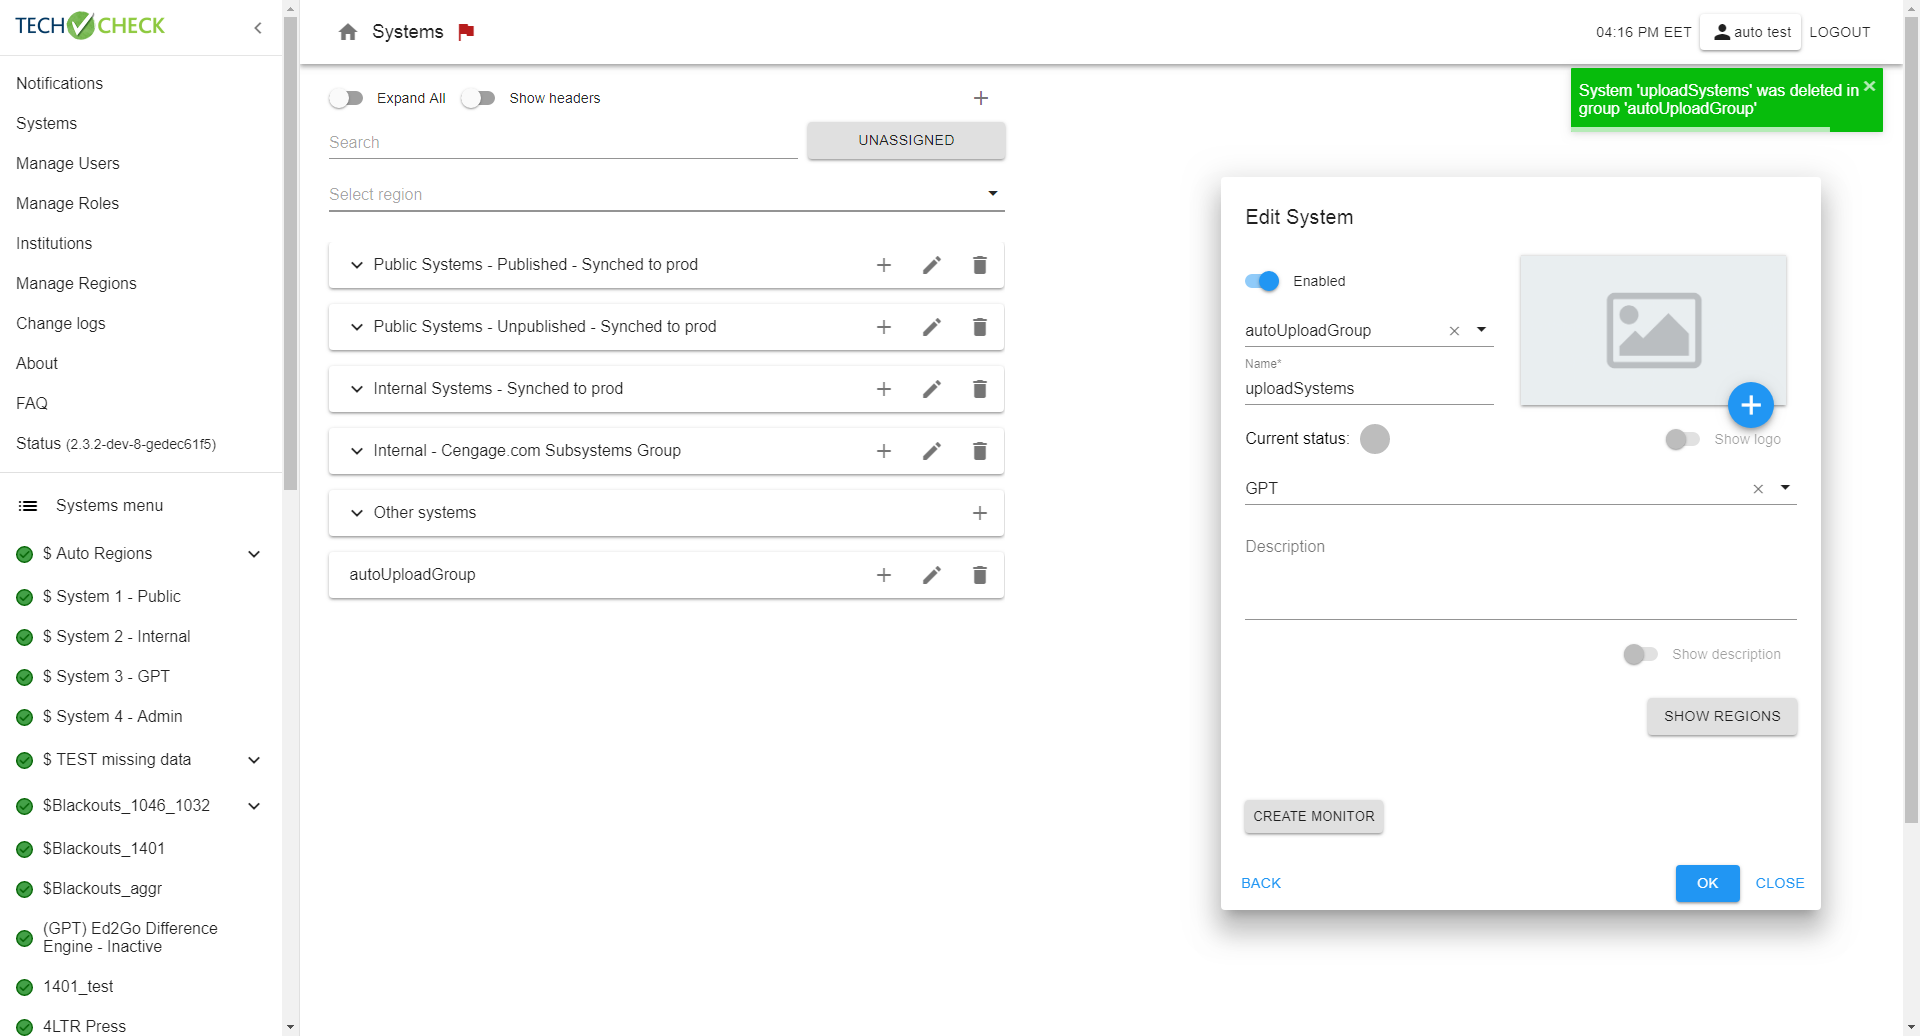 TECH CHECK
Notifications
Systems
Manage Users
Manage Roles
Institutions
Manage Regions
Change logs
About
FAQ
Status (2.3.2-dev-8-gedec61f5)
Systems menu
$ Auto Regions
$ System 1 - Public
$ System 2 - Internal
$ System 3 - GPT
$ System 4 - Admin
$ TEST missing data
$Blackouts_1046_1032
$Blackouts_1401
$Blackouts_aggr
(GPT) Ed2Go Difference
Engine - Inactive
1401_test
4LTR Press
Systems
04:16 PM EET
auto test
LOGOUT
Expand All
Show headers
Search
UNASSIGNED
Select region
Public Systems - Published - Synched to prod
Public Systems - Unpublished - Synched to prod
Internal Systems - Synched to prod
Internal - Cengage.com Subsystems Group
Other systems
autoUploadGroup
System 'uploadSystems' was deleted in
group 'autoUploadGroup'
Edit System
Enabled
autoUploadGroup
Name*
uploadSystems
Current status:
Show logo
GPT
Description
Show description
SHOW REGIONS
CREATE MONITOR
BACK
OK
CLOSE